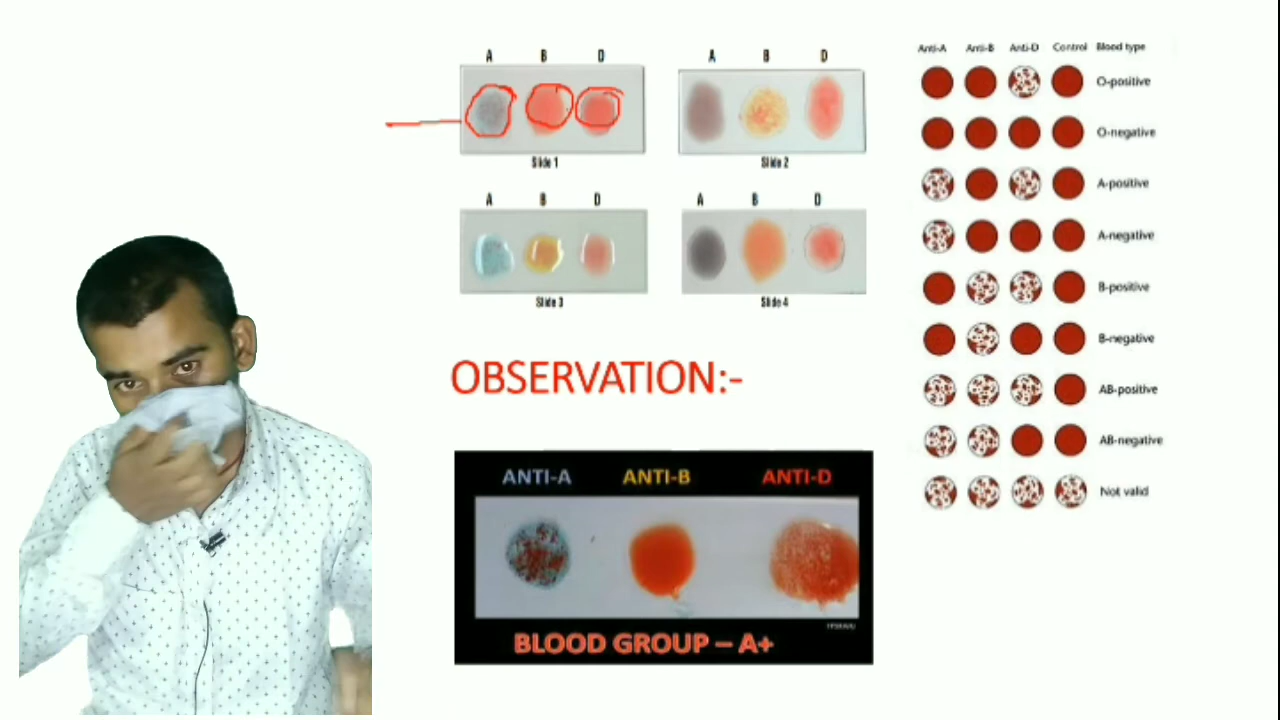 A B D
Slide 1
A B D
Slide 2
A B D
Slide 3
A B D
Slide 4
OBSERVATION:-
ANTI-A ANTI-B ANTI-D
BLOOD GROUP – A+
Anti-A Anti-B Anti-D Control Blood type
O-positive
O-negative
A-positive
A-negative
B-positive
B-negative
AB-positive
AB-negative
Not valid